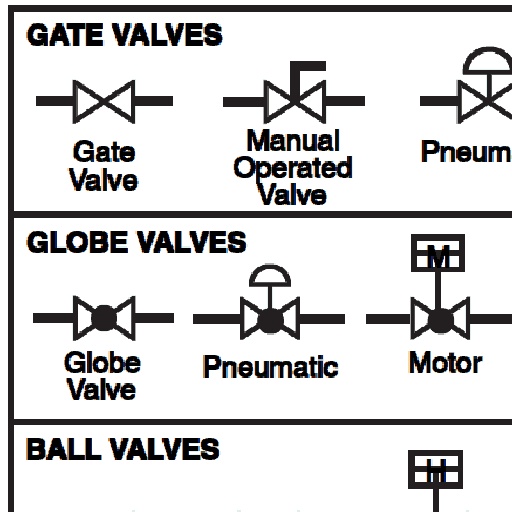 GATE VALVES
Gate
Valve
Manual
Operated
Valve
Pneum
GLOBE VALVES
M
Globe
Valve
Pneumatic
Motor
BALL VALVES
H